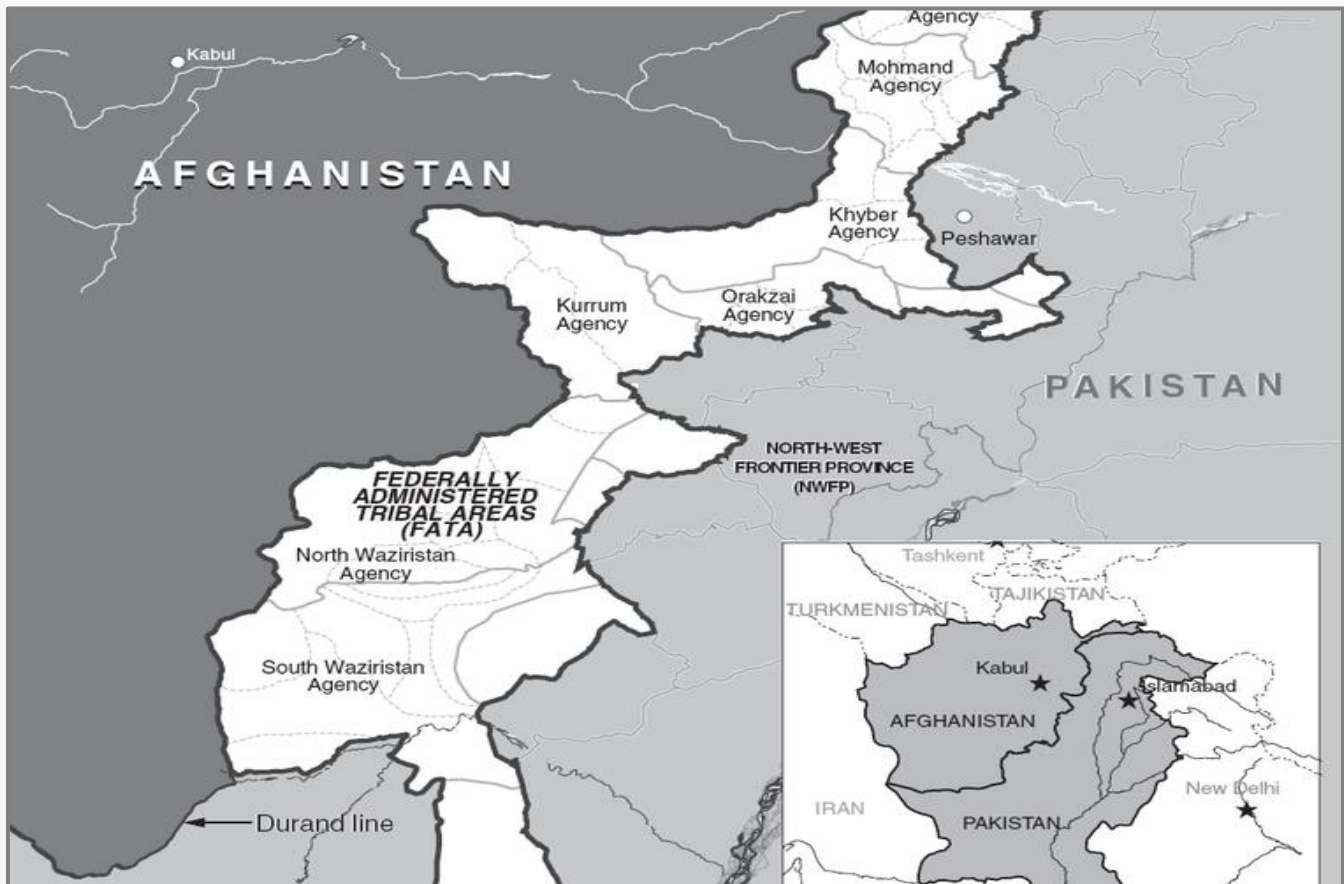 Agency
Kabul
Mohmand
Agency
AFGHANISTAN
Khyber
Agency
Peshawar
Kurrum
Agency
Orakzai
Agency
PAKISTAN
NORTH-WEST
FRONTIER PROVINCE
(NWFP)
FEDERALLY
ADMINISTERED
TRIBAL AREAS
(FATA)
North Waziristan
Agency
South Waziristan
Agency
Durand line
Tashkent
TAJIKISTAN
TURKMENISTAN
Kabul
Islamabad
AFGHANISTAN
New Delhi
IRAN
PAKISTAN